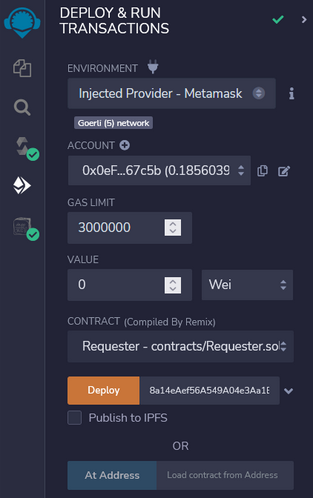 DEPLOY & RUN
TRANSACTIONS
ENVIRONMENT
Injected Provider - Metamask
Goerli (5) network
ACCOUNT
0x0eF...67c5b (0.1856039
GAS LIMIT
3000000
VALUE
0
Wei
CONTRACT (Compiled By Remix)
Requester - contracts/Requester.sol
Deploy
8a14eAef56A549A04e3Aa1E
Publish to IPFS
OR
At Address
Load contract from Address